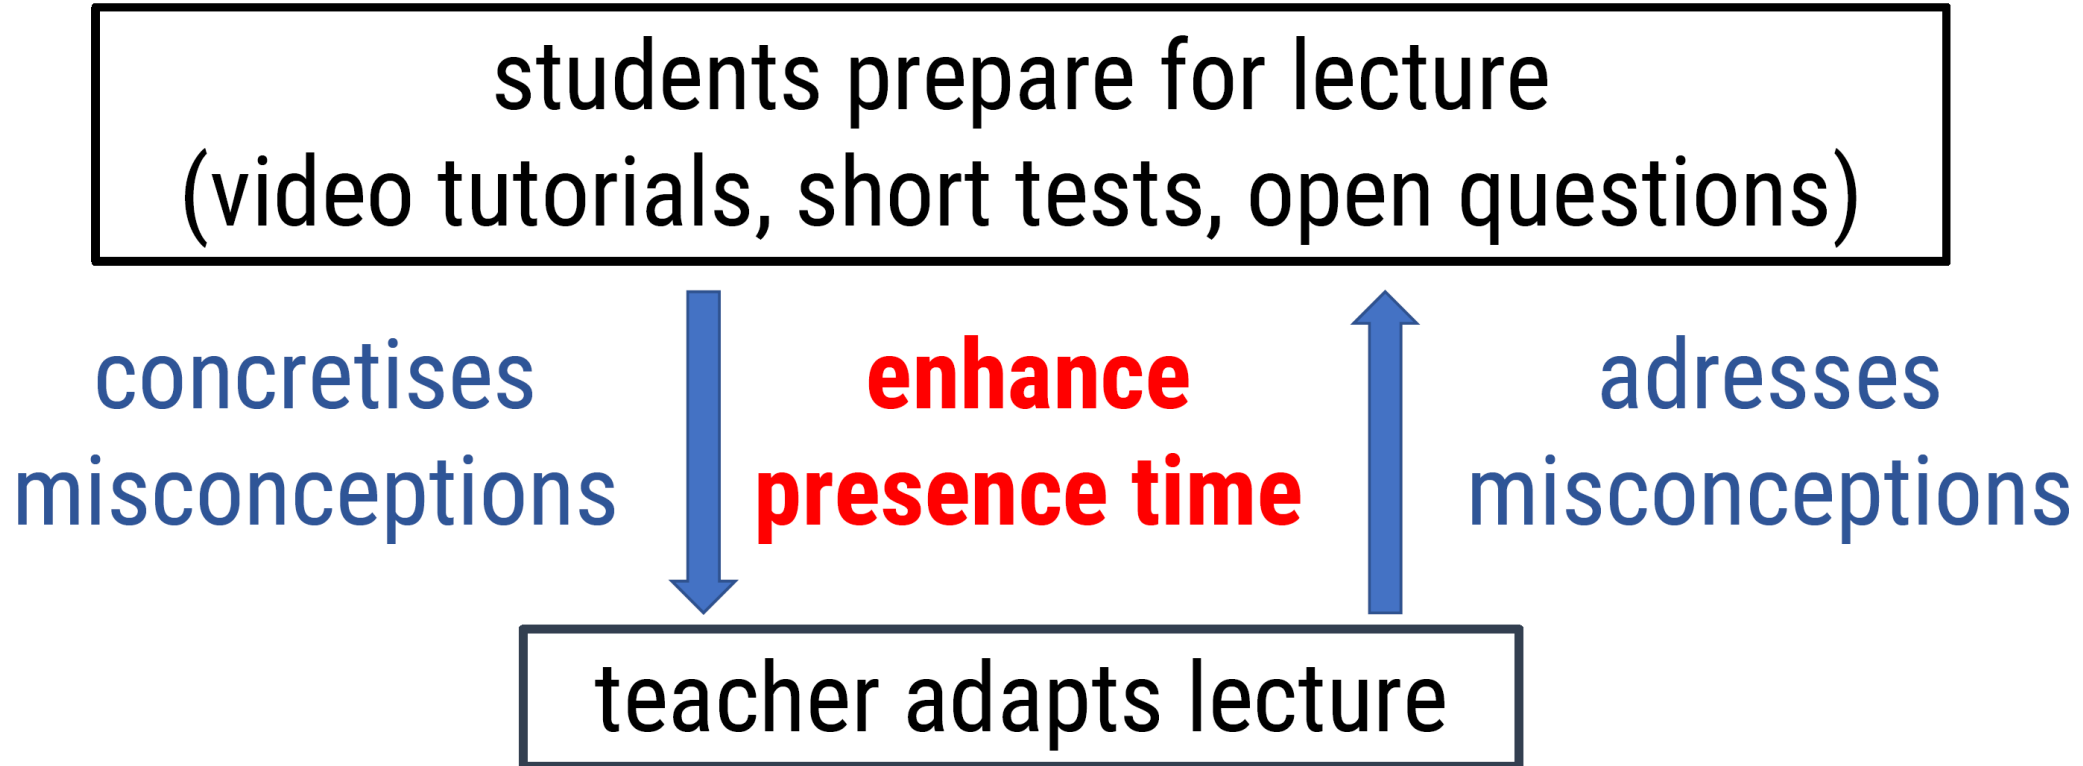 students prepare for lecture
(video tutorials, short tests, open questions)
concretises
misconceptions
enhance
presence time
adresses
misconceptions
teacher adapts lecture